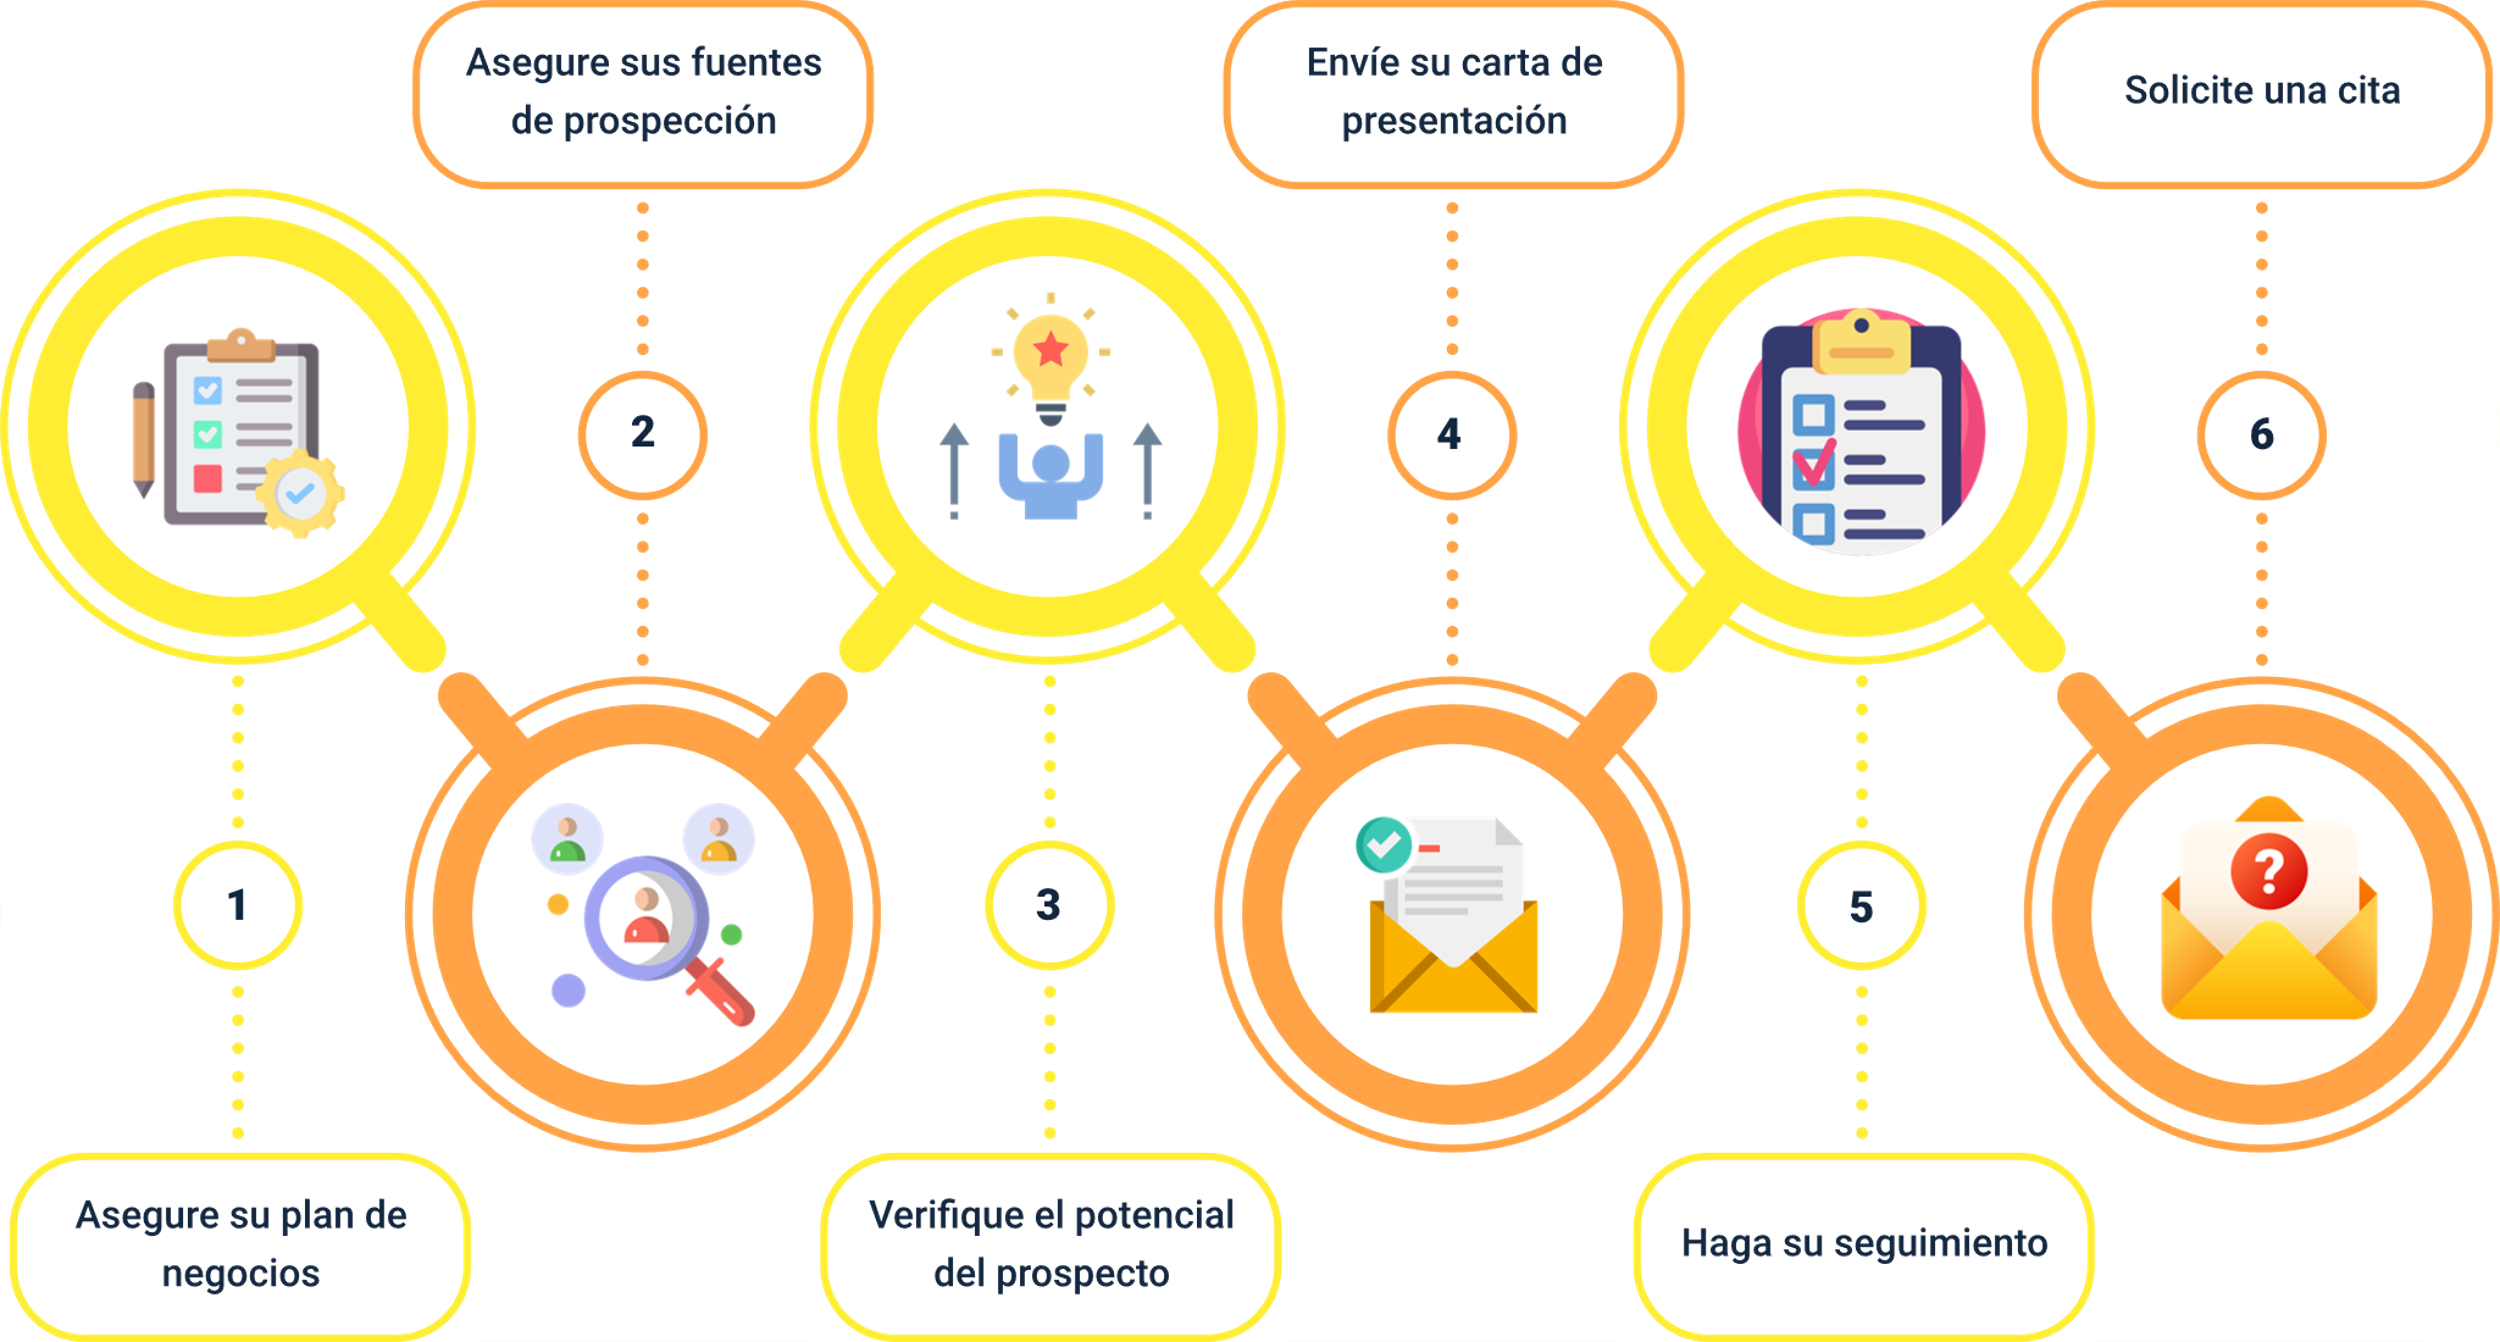 Asegure sus fuentes
de prospección
Envíe su carta de
presentación
Solicite una cita
2
4
6
1
3
5
Asegure su plan de
negocios
Verifique el potencial
del prospecto
Haga su seguimiento
?